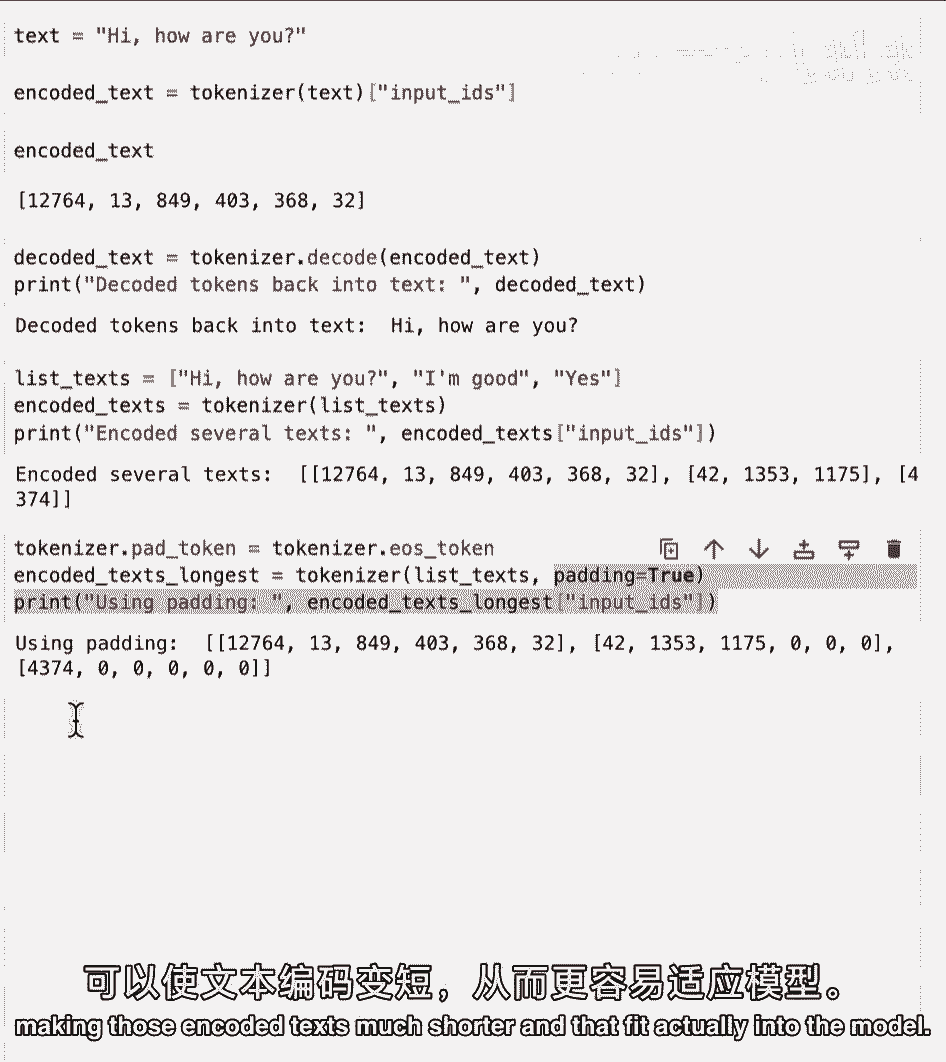 text = "Hi, how are you?"
encoded_text = tokenizer(text)["input_ids"]
encoded_text
[12764, 13, 849, 403, 368, 32]
decoded_text = tokenizer.decode(encoded_text)
print("Decoded tokens back into text: ", decoded_text)
Decoded tokens back into text:  Hi, how are you?
list_texts = ["Hi, how are you?", "I'm good", "Yes"]
encoded_texts = tokenizer(list_texts)
print("Encoded several texts: ", encoded_texts["input_ids"])
Encoded several texts:  [[12764, 13, 849, 403, 368, 32], [42, 1353, 1175], [4
374]]
tokenizer.pad_token = tokenizer.eos_token
encoded_texts_longest = tokenizer(list_texts, padding=True)
print("Using padding: ", encoded_texts_longest["input_ids"])
Using padding:  [[12764, 13, 849, 403, 368, 32], [42, 1353, 1175, 0, 0, 0],
[4374, 0, 0, 0, 0, 0]]
可以使文本编码变短，从而更容易适应模型。
making those encoded texts much shorter and that fit actually into the model.